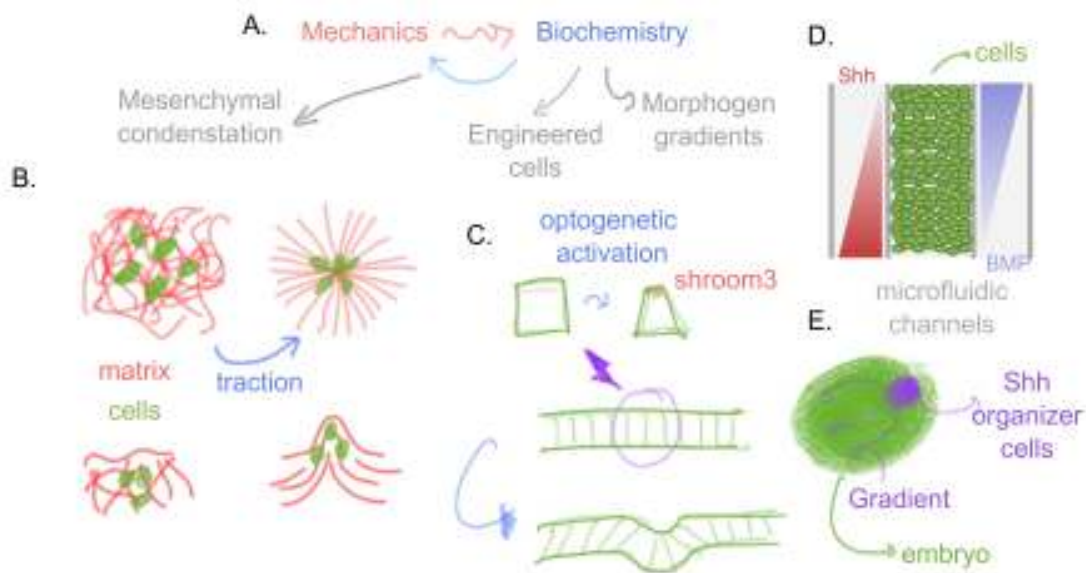 A.
Mechanics
Biochemistry
Mesenchymal
condenstation
Engineered
cells
Morphogen
gradients
B.
matrix
cells
traction
C.
optogenetic
activation
shroom3
D.
cells
Shh
BMP
microfluidic
channels
E.
Shh
organizer
cells
Gradient
embryo